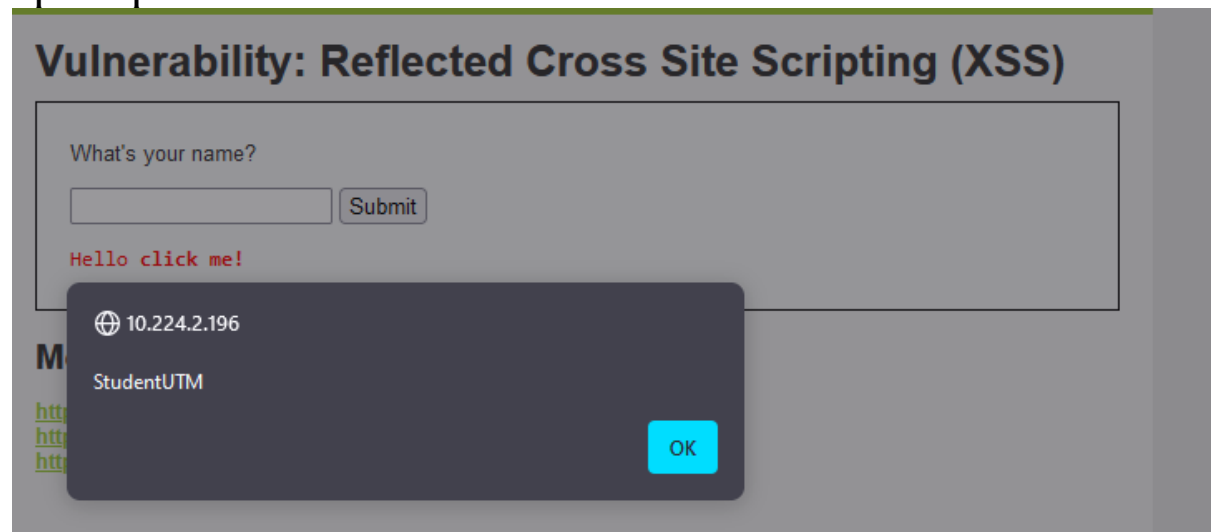 Vulnerability: Reflected Cross Site Scripting (XSS)
What's your name?
Submit
Hello click me!
10.224.2.196
StudentUTM
OK